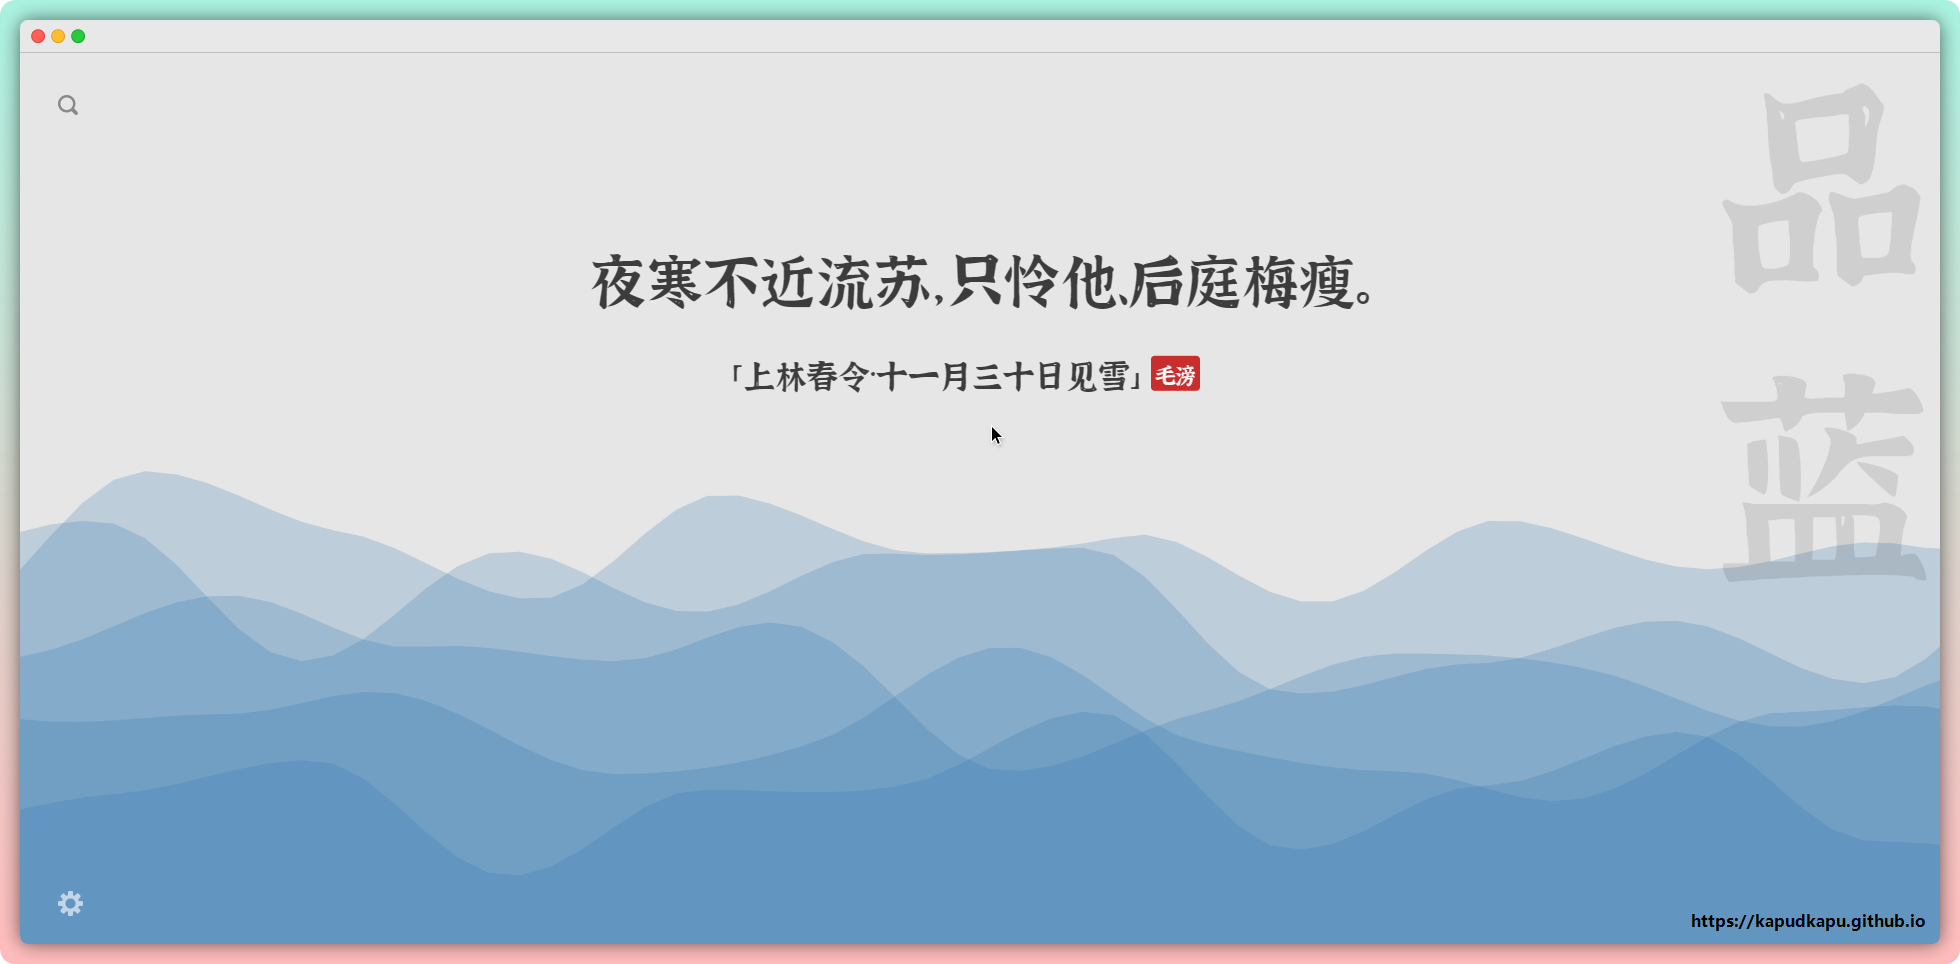 夜寒不近流苏，只怜他、后庭梅瘦。
「上林春令·十一月三十日见雪」 毛滂
品蓝
https://kapudkapu.github.io